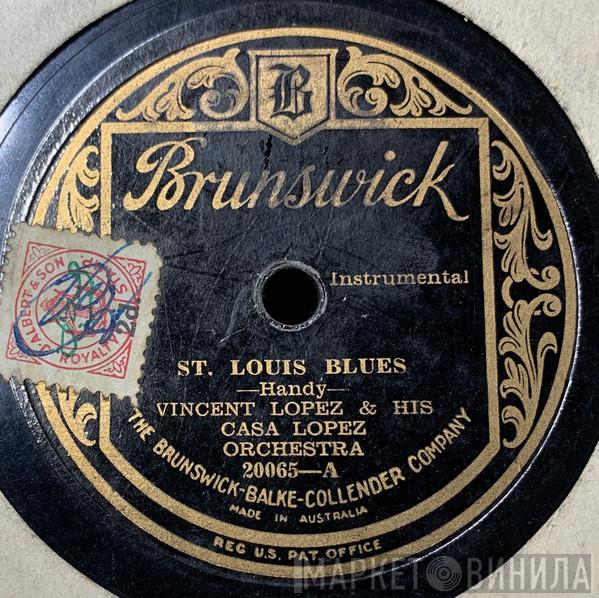 B
Brunswick
Instrumental
J. ALBERT & SON
ROYALTY
2d.
ST. LOUIS BLUES
—Handy—
VINCENT LOPEZ & HIS
CASA LOPEZ
ORCHESTRA
20065—A
THE BRUNSWICK-BALKE-COLLENDER COMPANY
MADE IN AUSTRALIA
REG U.S. PAT. OFFICE
МАРКЕТ ВИНИЛА